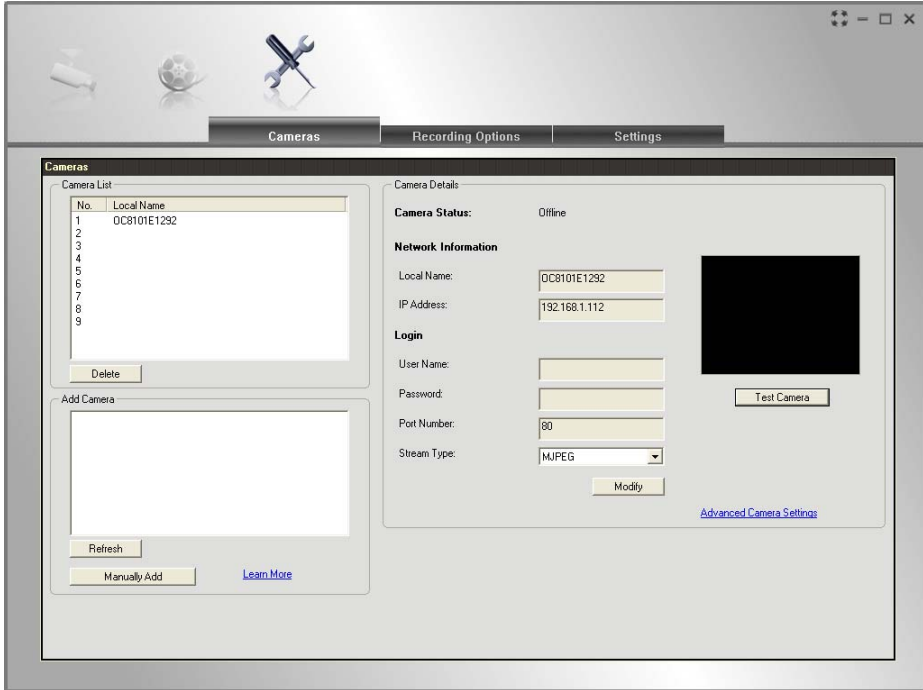 Cameras
Recording Options
Settings
Cameras
Camera List
No. Local Name
1 OC8101E1292
2
3
4
5
6
7
8
9
Delete
Add Camera
Refresh
Manually Add
Learn More
Camera Details
Camera Status: Offline
Network Information
Local Name: OC8101E1292
IP Address: 192.168.1.112
Login
User Name:
Password:
Port Number: 80
Stream Type: MJPEG
Modify
Test Camera
Advanced Camera Settings